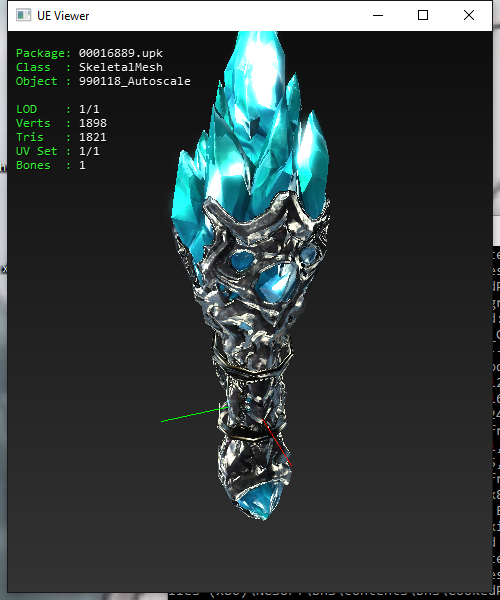 UE Viewer
Package: 00016889.upk
Class : SkeletalMesh
Object : 990118_Autoscale
LOD : 1/1
Verts : 1898
Tris : 1821
UV Set : 1/1
Bones : 1